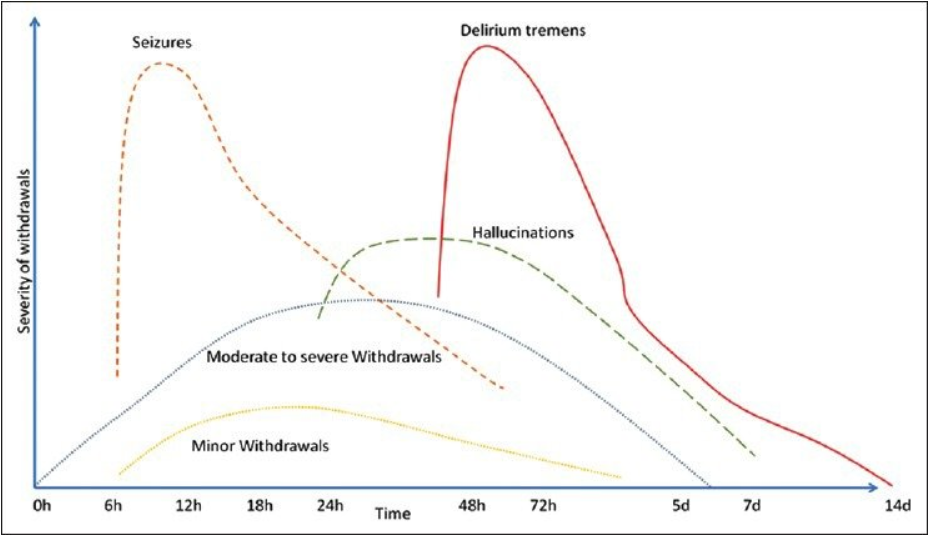 Delirium tremens
Seizures
Hallucinations
Severity of withdrawals
Moderate to severe Withdrawals
Minor Withdrawals
0h 6h 12h 18h 24h 48h 72h 5d 7d 14d
Time